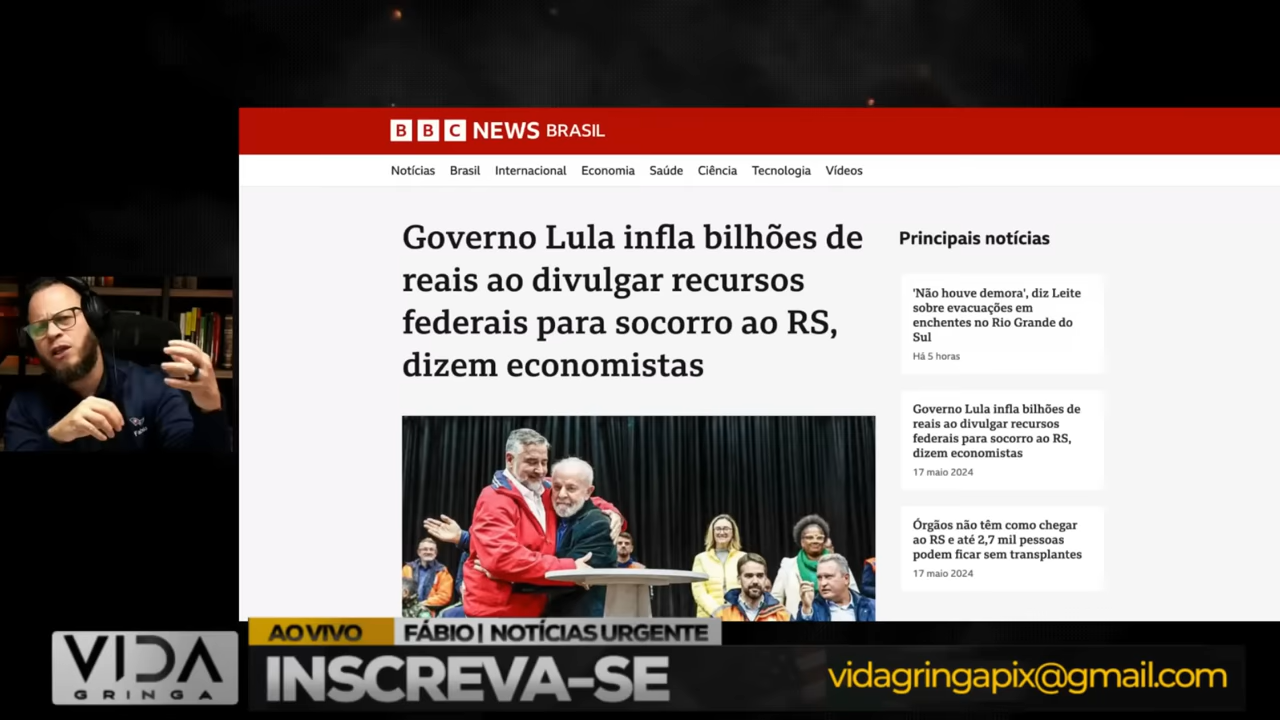 BBC NEWS BRASIL
Notícias Brasil Internacional Economia Saúde Ciência Tecnologia Vídeos
Governo Lula infla bilhões de
reais ao divulgar recursos
federais para socorro ao RS,
dizem economistas
Principais notícias
'Não houve demora', diz Leite
sobre evacuações em
enchentes no Rio Grande do
Sul
Há 5 horas
Governo Lula infla bilhões de
reais ao divulgar recursos
federais para socorro ao RS,
dizem economistas
17 maio 2024
Órgãos não têm como chegar
ao RS e até 2,7 mil pessoas
podem ficar sem transplantes
17 maio 2024
VIDA
GRINGA
AO VIVO
FÁBIO | NOTÍCIAS URGENTE
INSCREVA-SE
vidagringapix@gmail.com